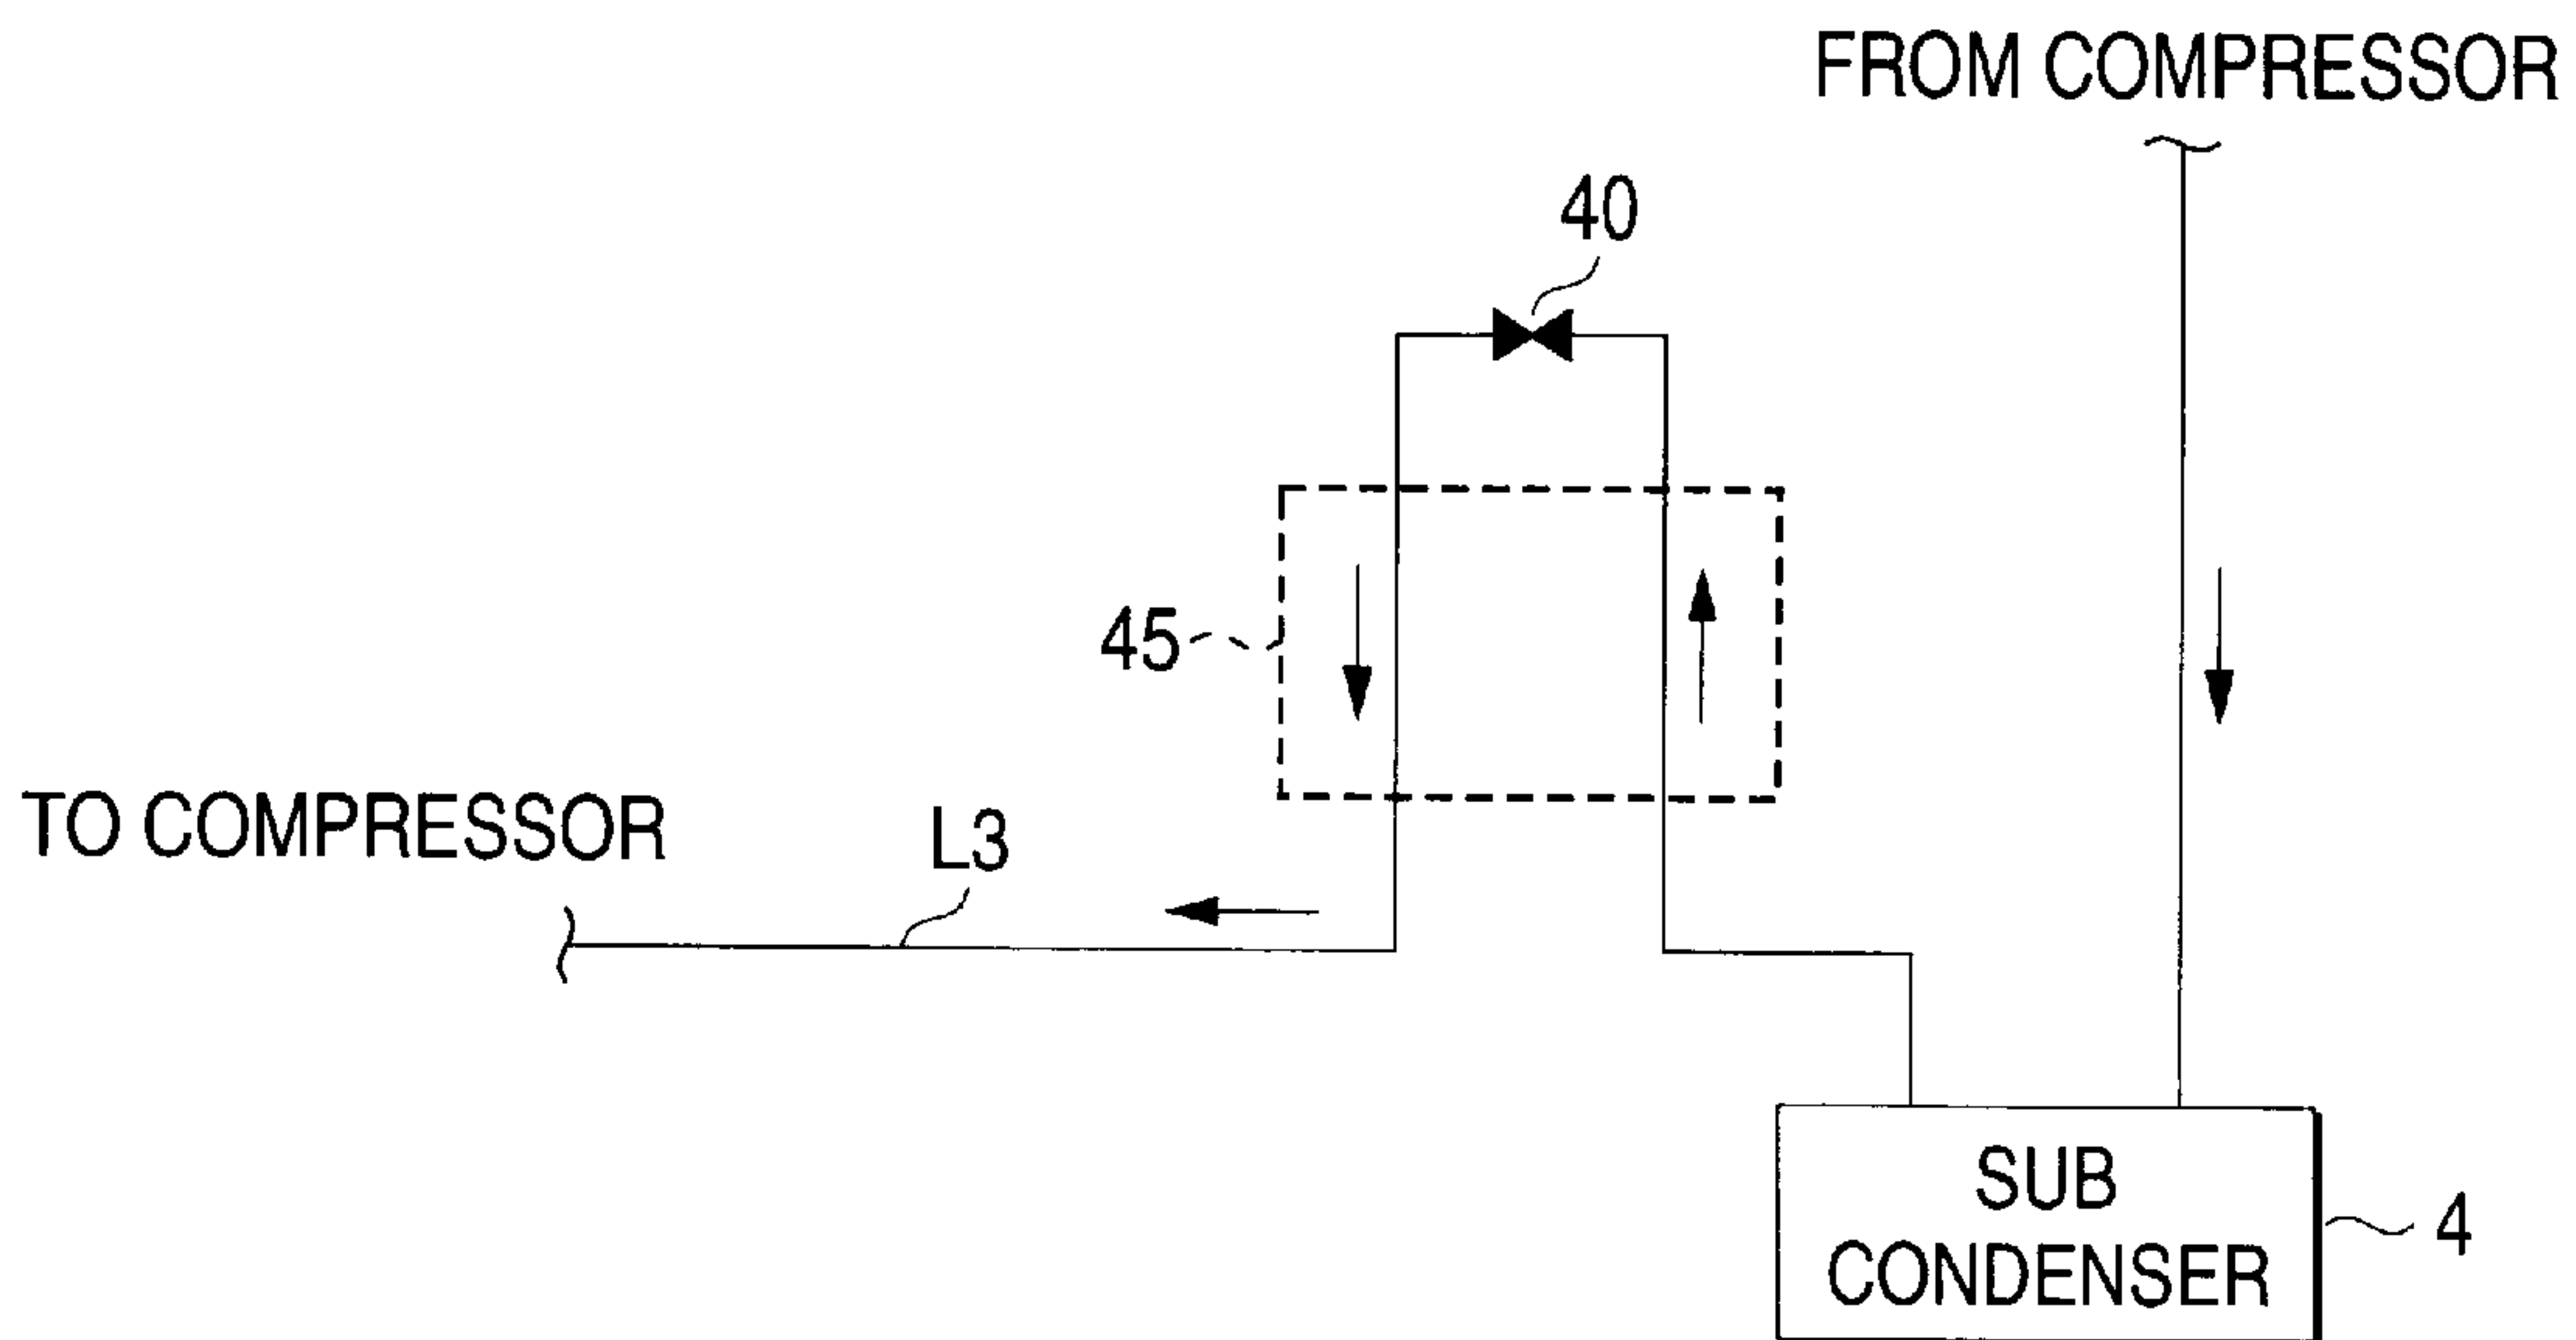 FROM COMPRESSOR
40
45
TO COMPRESSOR
L3
SUB
CONDENSER
4